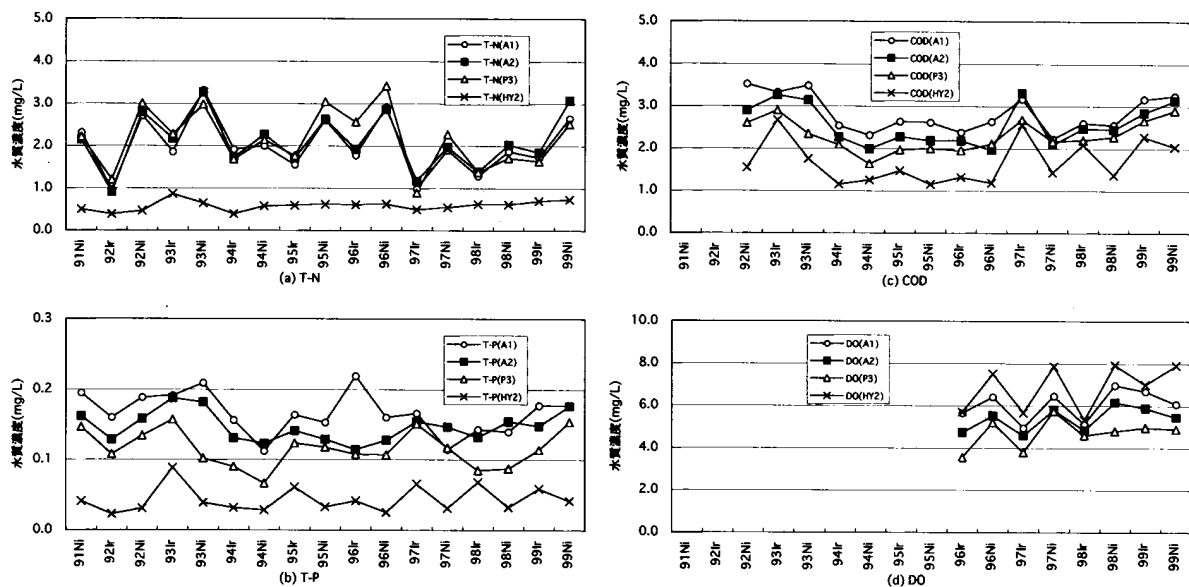 5.0
4.0
3.0
2.0
1.0
0.0
水質濃度(mg/L)
T-N(A1)
T-N(A2)
T-N(P3)
T-N(HY2)
91Ni
92Ir
92Ni
93Ir
93Ni
94Ir
94Ni
95Ir
95Ni
96Ir
96Ni
97Ir
97Ni
98Ir
98Ni
99Ir
99Ni
(a) T-N
5.0
4.0
3.0
2.0
1.0
0.0
水質濃度(mg/L)
COD(A1)
COD(A2)
COD(P3)
COD(HY2)
91Ni
92Ir
92Ni
93Ir
93Ni
94Ir
94Ni
95Ir
95Ni
96Ir
96Ni
97Ir
97Ni
98Ir
98Ni
99Ir
99Ni
(c) COD
0.3
0.2
0.1
0.0
水質濃度(mg/L)
T-P(A1)
T-P(A2)
T-P(P3)
T-P(HY2)
91Ni
92Ir
92Ni
93Ir
93Ni
94Ir
94Ni
95Ir
95Ni
96Ir
96Ni
97Ir
97Ni
98Ir
98Ni
99Ir
99Ni
(b) T-P
10.0
8.0
6.0
4.0
2.0
0.0
水質濃度(mg/L)
DO(A1)
DO(A2)
DO(P3)
DO(HY2)
91Ni
92Ir
92Ni
93Ir
93Ni
94Ir
94Ni
95Ir
95Ni
96Ir
96Ni
97Ir
97Ni
98Ir
98Ni
99Ir
99Ni
(d) DO